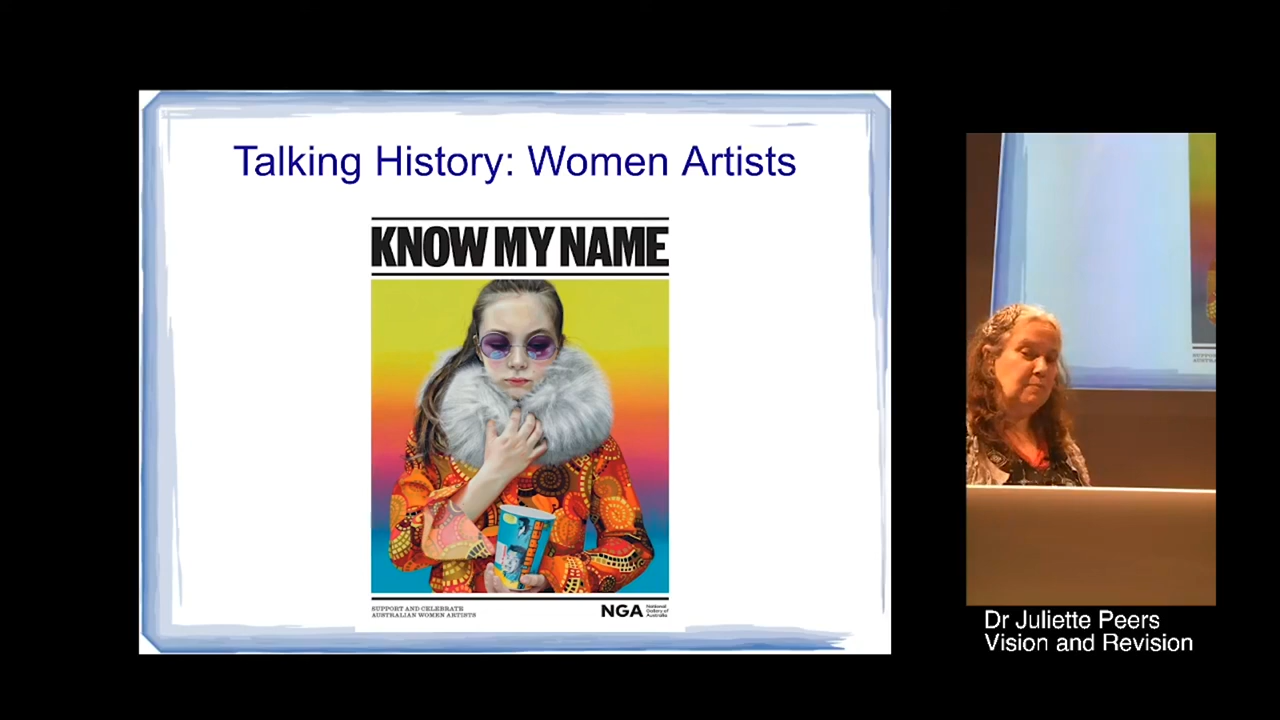 Talking History: Women Artists
KNOW MY NAME
SUPPORT AND CELEBRATE
AUSTRALIAN WOMEN ARTISTS
NGA
National
Gallery of
Australia
Dr Juliette Peers
Vision and Revision